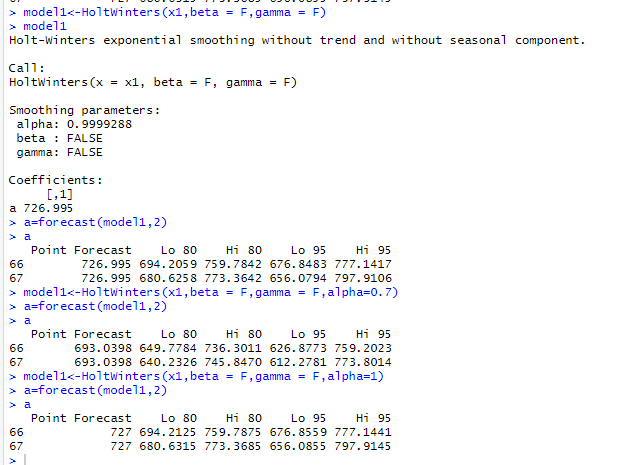 > model1<-HoltWinters(x1,beta = F,gamma = F)
> model1
Holt-Winters exponential smoothing without trend and without seasonal component.
Call:
HoltWinters(x = x1, beta = F, gamma = F)
Smoothing parameters:
 alpha: 0.9999288
 beta : FALSE
 gamma: FALSE
Coefficients:
     [,1]
a 726.995
> a=forecast(model1,2)
> a
   Point Forecast    Lo 80    Hi 80    Lo 95    Hi 95
66        726.995 694.2059 759.7842 676.8483 777.1417
67        726.995 680.6258 773.3642 656.0794 797.9106
> model1<-HoltWinters(x1,beta = F,gamma = F,alpha=0.7)
> a=forecast(model1,2)
> a
   Point Forecast    Lo 80    Hi 80    Lo 95    Hi 95
66       693.0398 649.7784 736.3011 626.8773 759.2023
67       693.0398 640.2326 745.8470 612.2781 773.8014
> model1<-HoltWinters(x1,beta = F,gamma = F,alpha=1)
> a=forecast(model1,2)
> a
   Point Forecast    Lo 80    Hi 80    Lo 95    Hi 95
66            727 694.2125 759.7875 676.8559 777.1441
67            727 680.6315 773.3685 656.0855 797.9145
>